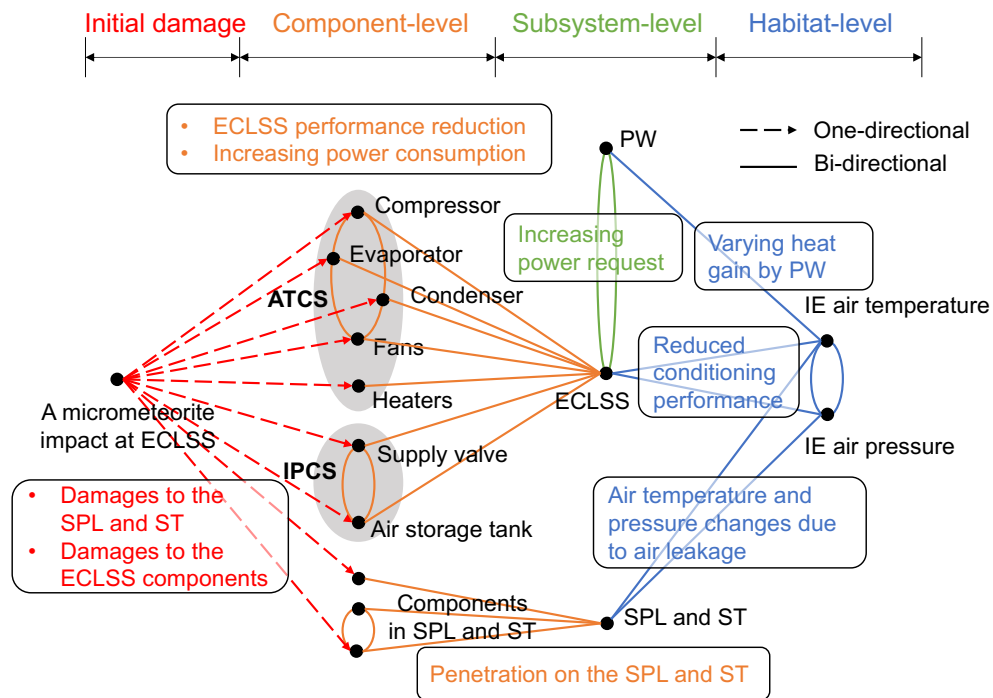 Initial damage
Component-level
Subsystem-level
Habitat-level
• ECLSS performance reduction
• Increasing power consumption
PW
One-directional
Bi-directional
Compressor
Evaporator
ATCS
Condenser
Fans
Heaters
Increasing
power request
Varying heat
gain by PW
IE air temperature
Reduced
conditioning
performance
ECLSS
IE air pressure
A micrometeorite
impact at ECLSS
IPCS
Supply valve
Air storage tank
• Damages to the
SPL and ST
• Damages to the
ECLSS components
Air temperature and
pressure changes due
to air leakage
Components
in SPL and ST
SPL and ST
Penetration on the SPL and ST